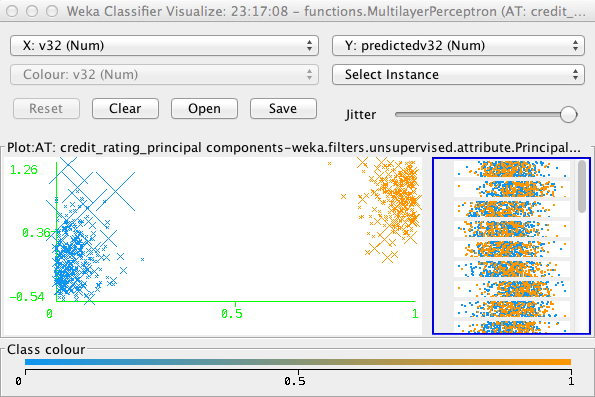 Weka Classifier Visualize: 23:17:08 - functions.MultilayerPerceptron (AT: credit_...
X: v32 (Num)
Y: predictedv32 (Num)
Colour: v32 (Num)
Select Instance
Reset
Clear
Open
Save
Jitter
Plot:AT: credit_rating_principal components-weka.filters.unsupervised.attribute.Principal...
1.26
0.36
-0.54
0
0.5
1
Class colour
0
0.5
1